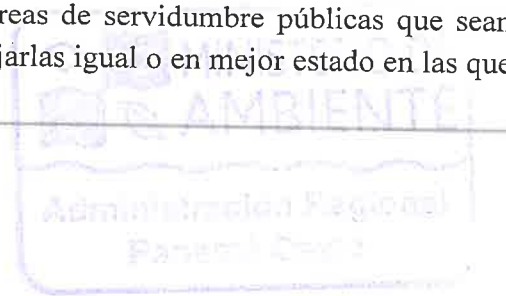 reas de servidumbre públicas que sean
jarlas igual o en mejor estado en las que
MINISTERIO DE
AMBIENTE
Administración Regional
Panamá Oeste